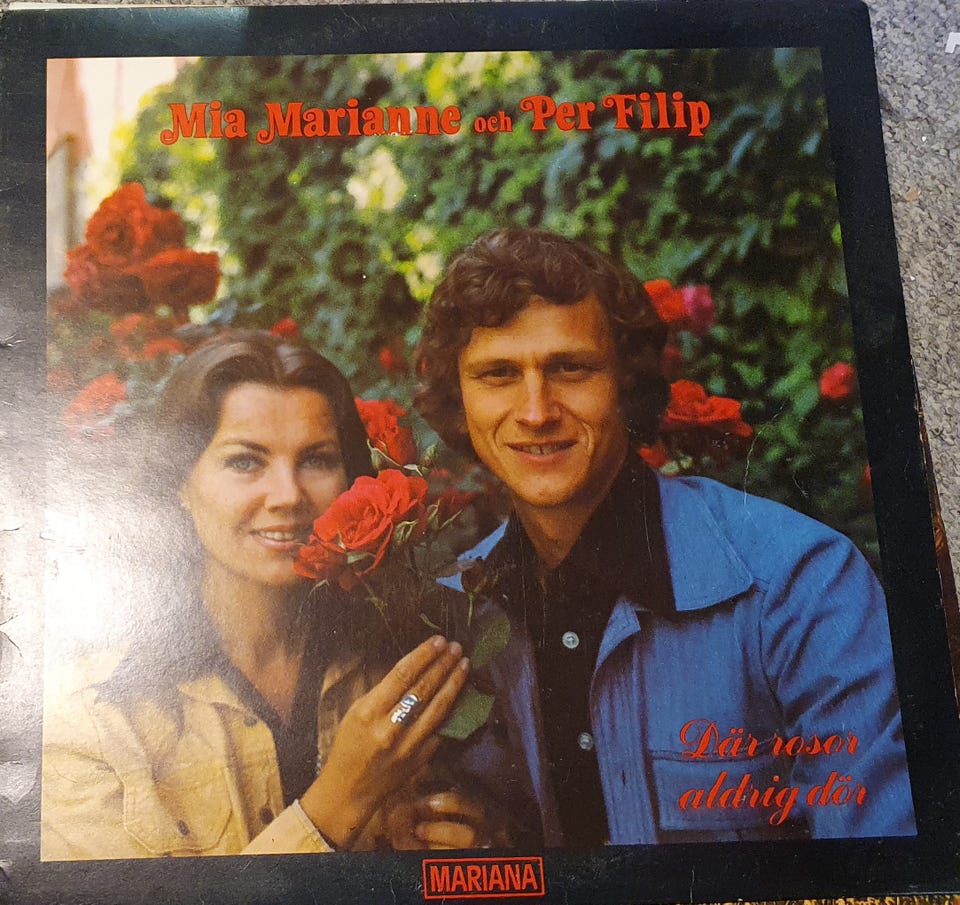 Mia Marianne och Per Filip
Där rosor
aldrig dör
MARIANA